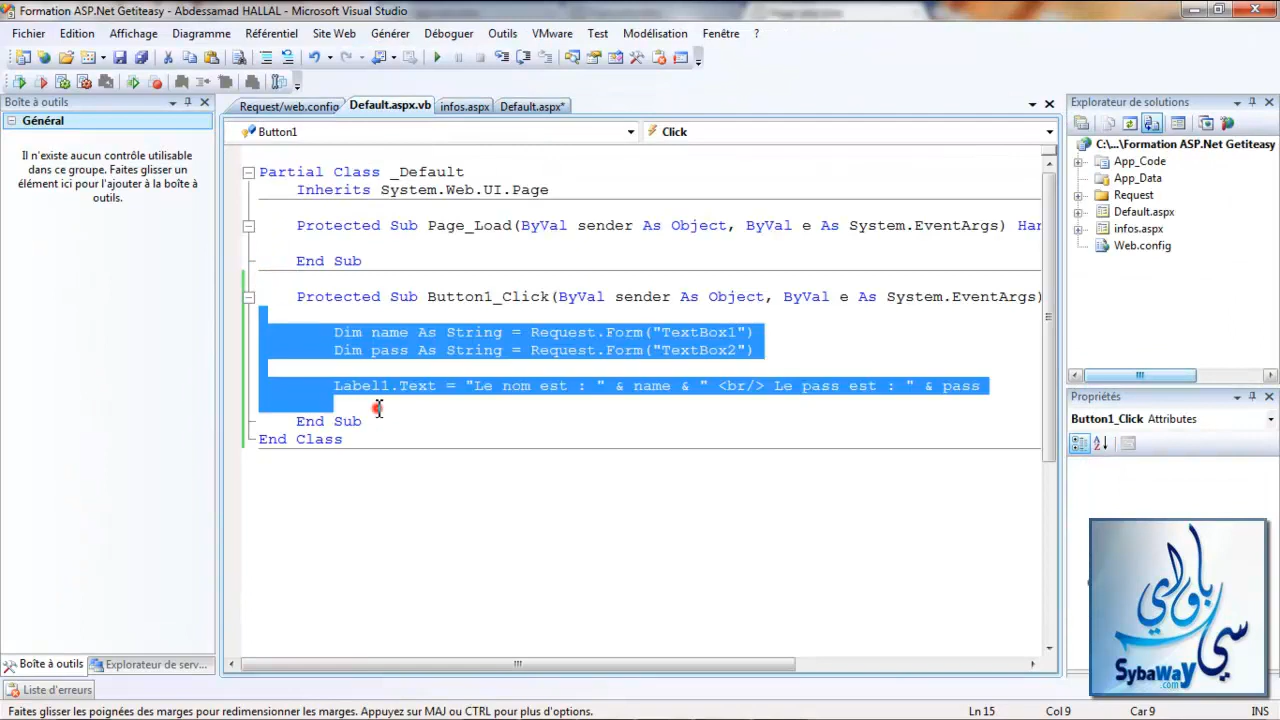 Formation ASP.Net Getiteasy - Abdessamad HALLAL - Microsoft Visual Studio
Fichier Edition Affichage Diagramme Référentiel Site Web Générer Déboguer Outils VMware Test Modélisation Fenêtre ?
Boîte à outils
Général
Il n'existe aucun contrôle utilisable
dans ce groupe. Faites glisser un
élément ici pour l'ajouter à la boîte à
outils.
Boîte à outils Explorateur de serv...
Liste d'erreurs
Request/web.config Default.aspx.vb infos.aspx Default.aspx*
Button1 Click
Partial Class _Default
Inherits System.Web.UI.Page
Protected Sub Page_Load(ByVal sender As Object, ByVal e As System.EventArgs) Han
End Sub
Protected Sub Button1_Click(ByVal sender As Object, ByVal e As System.EventArgs)
Dim name As String = Request.Form("TextBox1")
Dim pass As String = Request.Form("TextBox2")
Label1.Text = "Le nom est : " & name & " <br/> Le pass est : " & pass
End Sub
End Class
Explorateur de solutions
C:\...\Formation ASP.Net Getiteasy
App_Code
App_Data
Request
Default.aspx
infos.aspx
Web.config
Propriétés
Button1_Click Attributes
سي باواي
SybaWay
.com
Faites glisser les poignées des marges pour redimensionner les marges. Appuyez sur MAJ ou CTRL pour plus d'options. Ln 15 Col 9 Car 9 INS